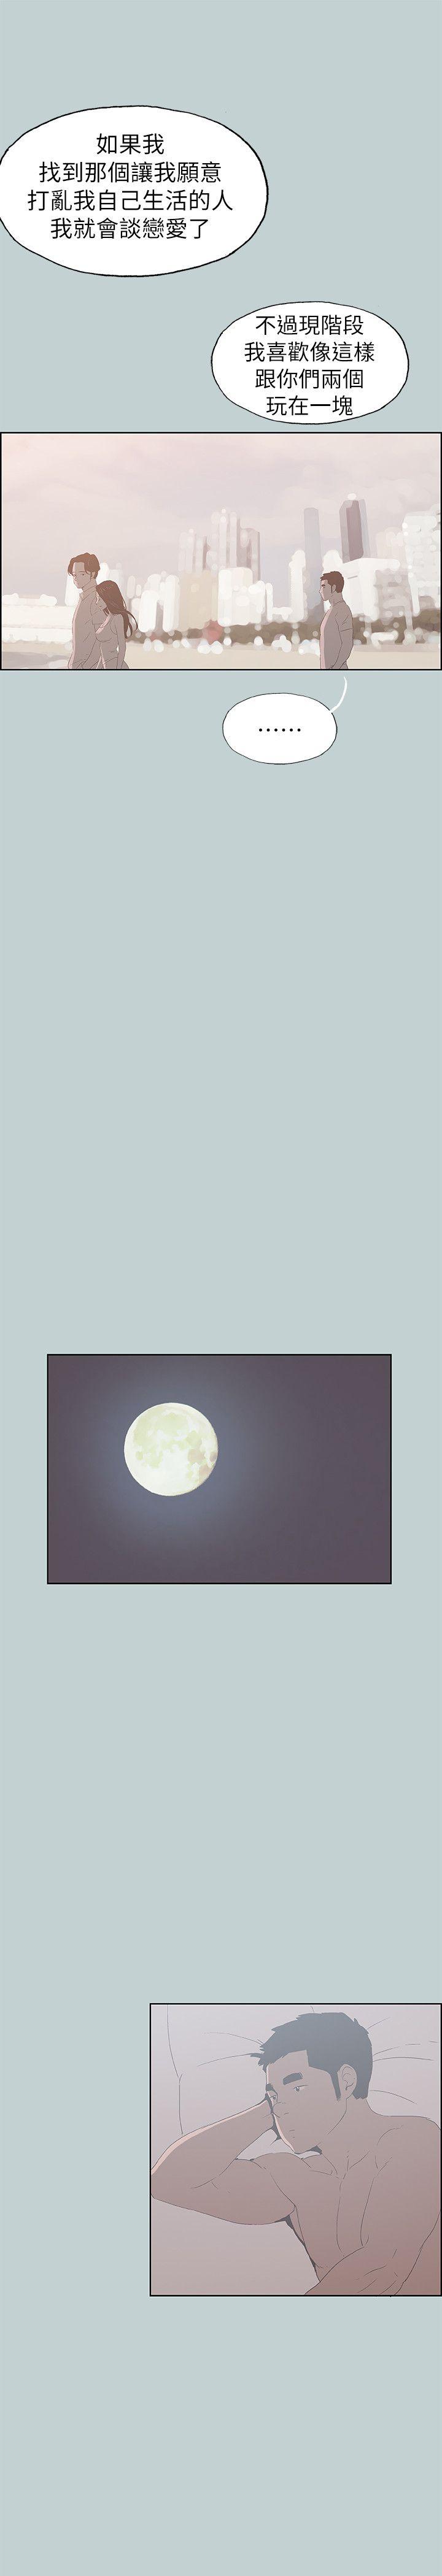 如果我
找到那個讓我願意
打亂我自己生活的人
我就會談戀愛了
不過現階段
我喜歡像這樣
跟你們兩個
玩在一塊
……